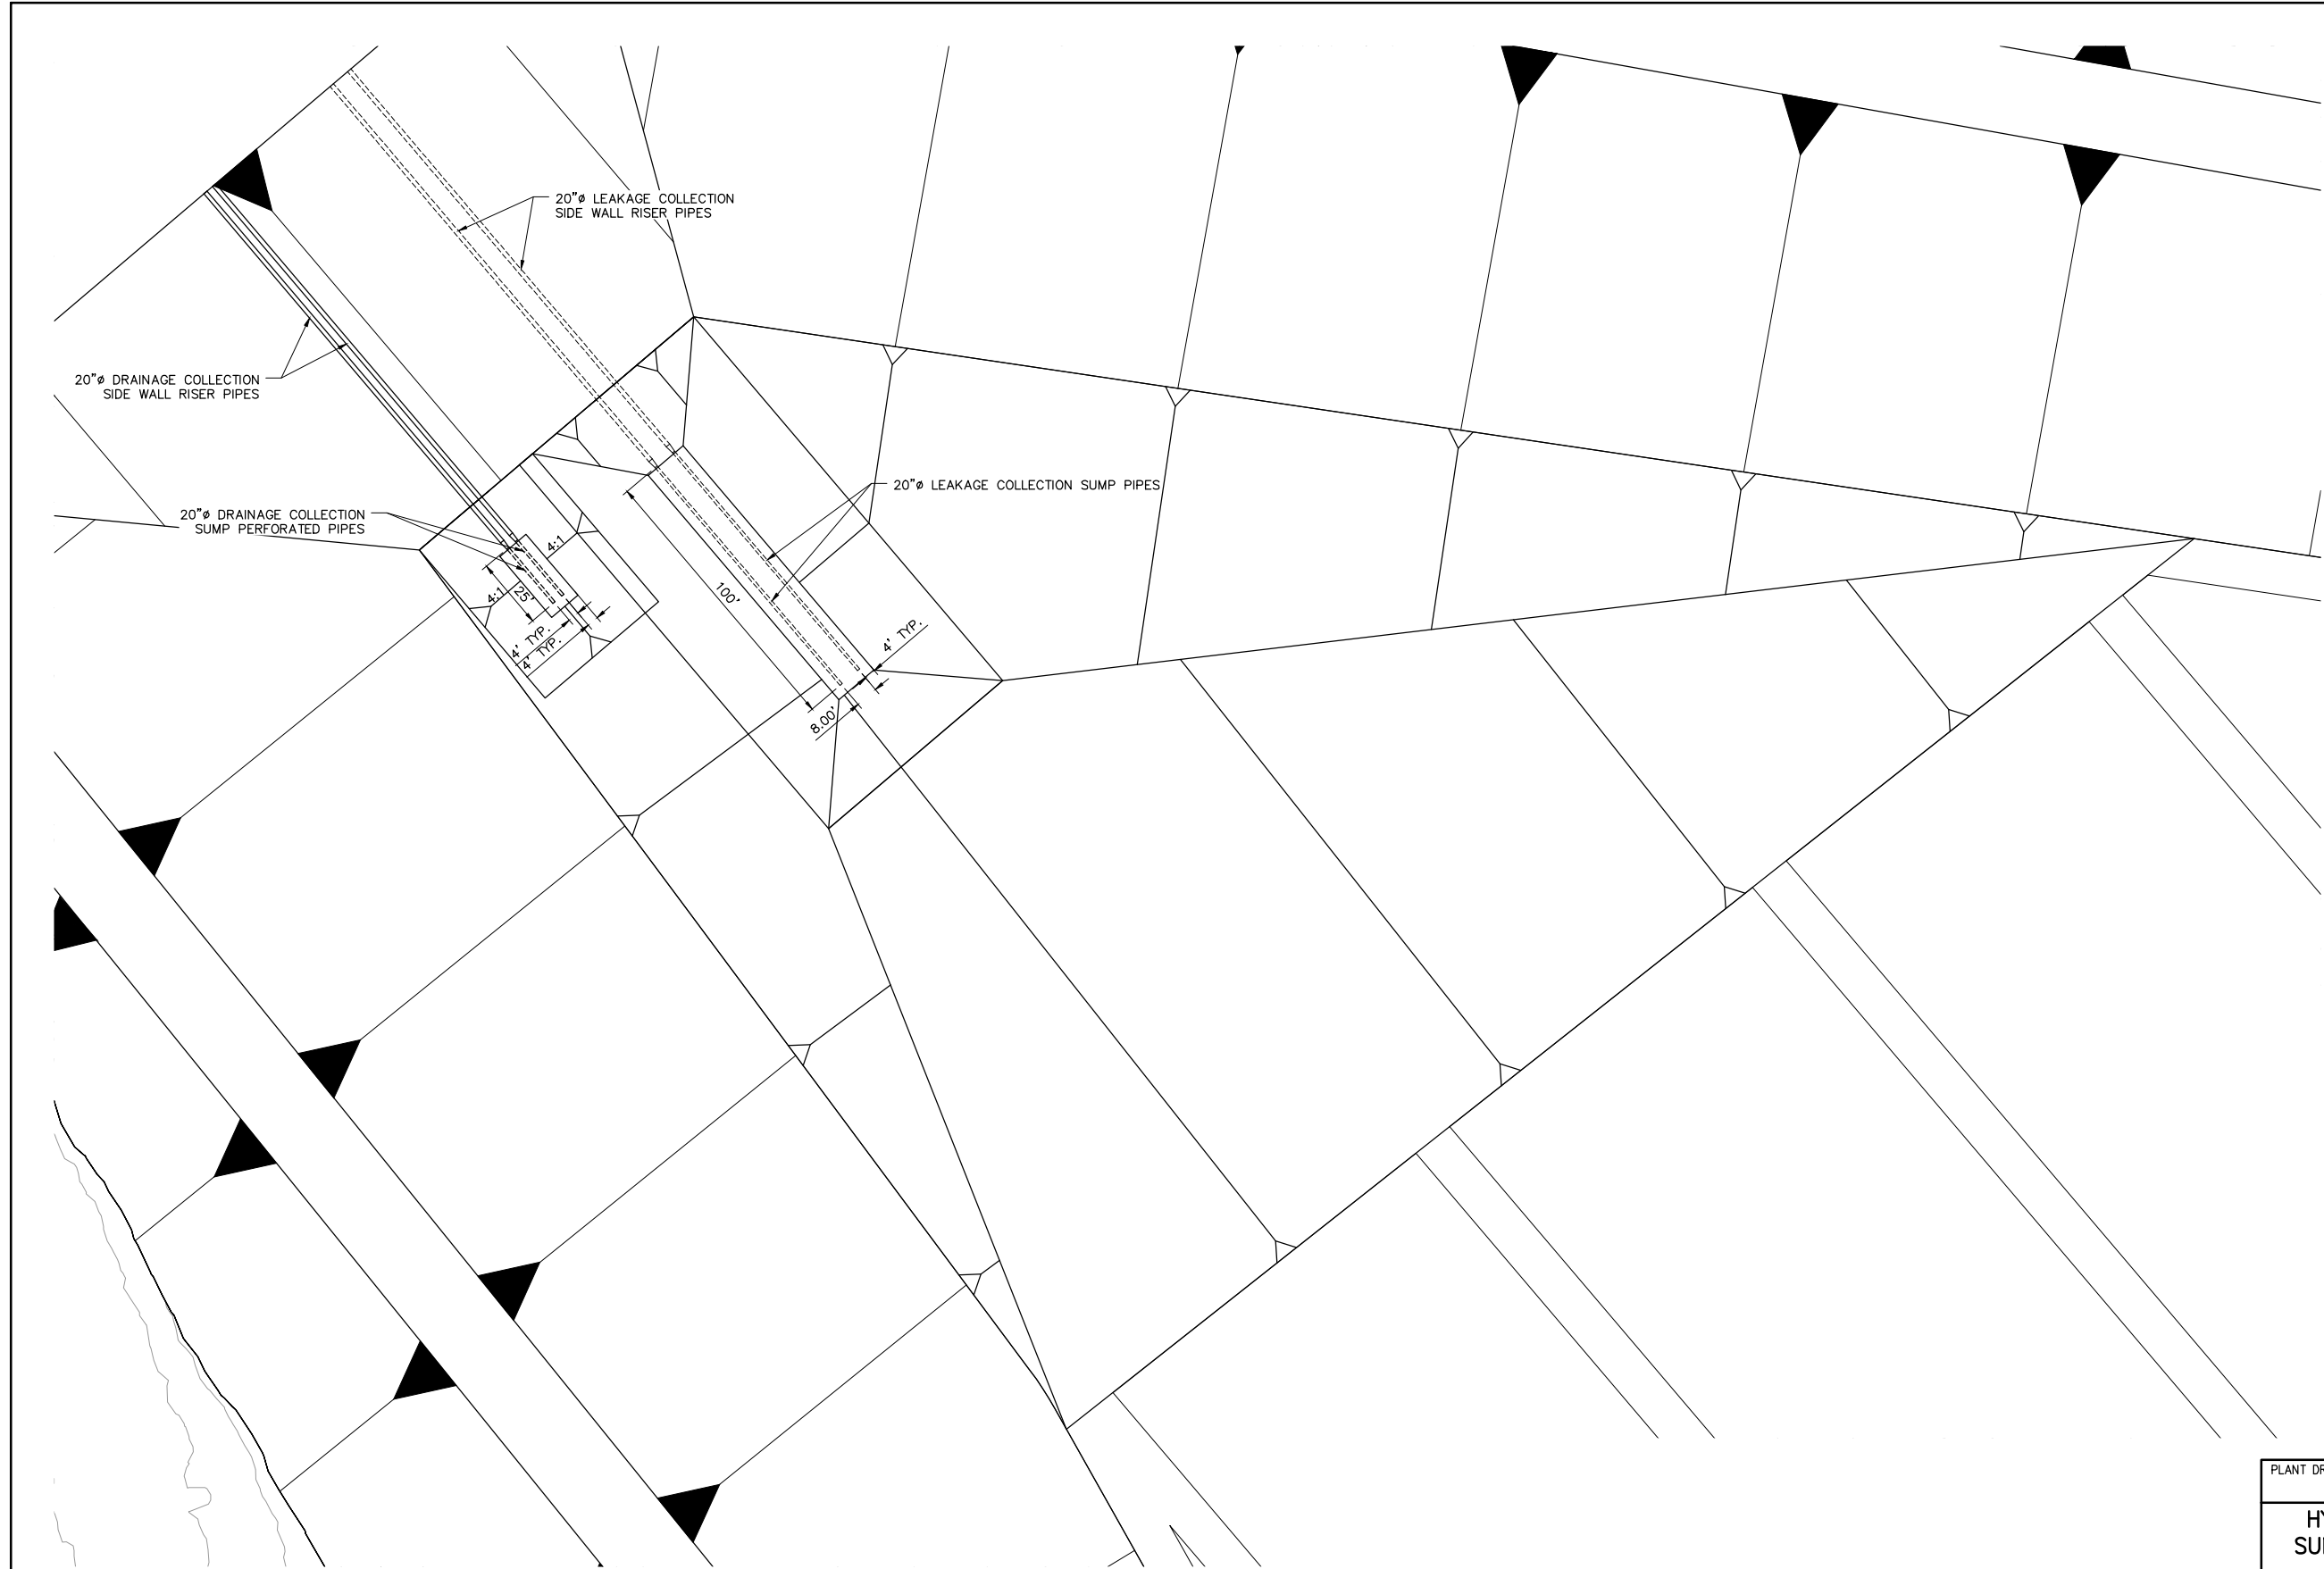 20"ø LEAKAGE COLLECTION
SIDE WALL RISER PIPES
20"ø DRAINAGE COLLECTION
SIDE WALL RISER PIPES
20"ø LEAKAGE COLLECTION SUMP PIPES
20"ø DRAINAGE COLLECTION
SUMP PERFORATED PIPES
4:1
4:1
25'
100'
4' TYP.
4' TYP.
4' TYP.
8.00'
PLANT DR
HY
SUI